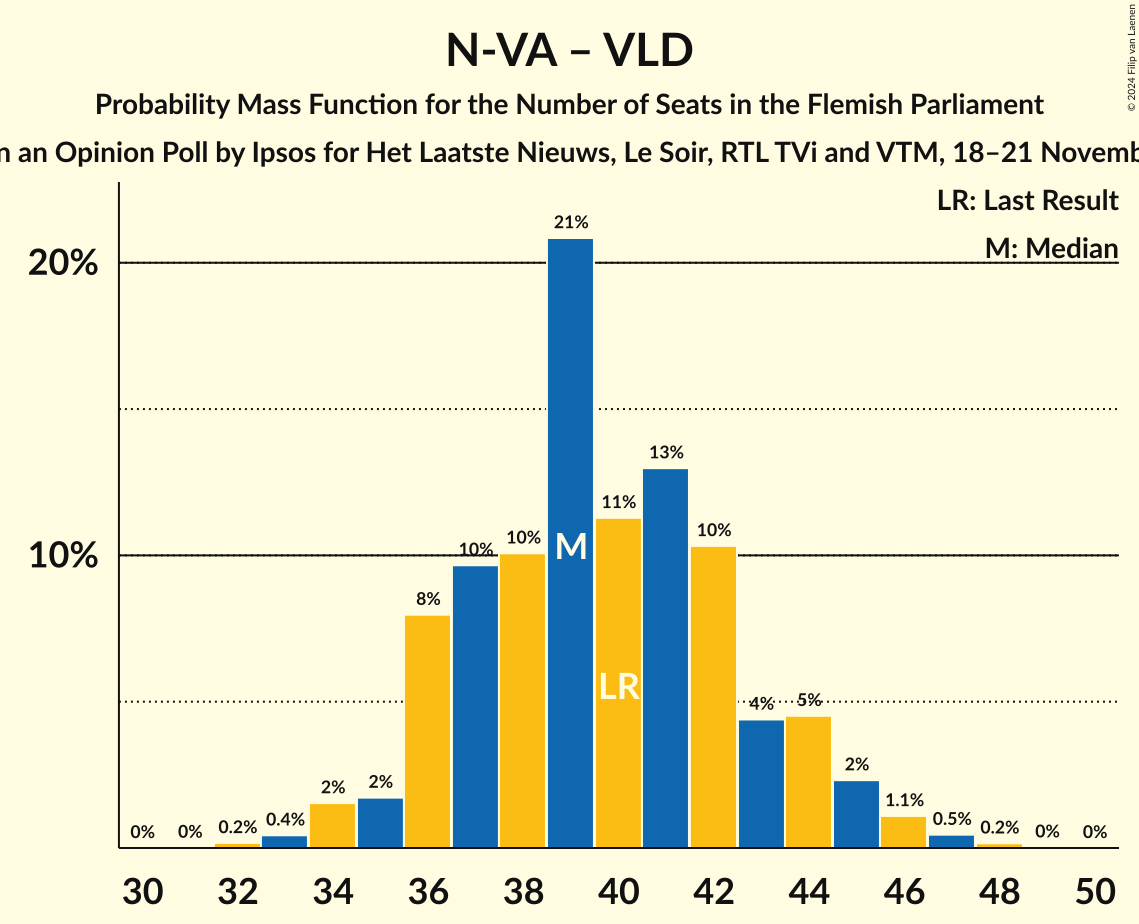 N-VA – VLD
Probability Mass Function for the Number of Seats in the Flemish Parliament
an Opinion Poll by Ipsos for Het Laatste Nieuws, Le Soir, RTL TVi and VTM, 18–21
© 2024 Filip van Laenen
LR: Last Result
M: Median
20%
10%
0% 0% 0.2% 0.4% 2% 2% 8% 10% 10% 21% 11% 13% 10% 4% 5% 2% 1.1% 0.5% 0.2% 0% 0%
M
LR
30 32 34 36 38 40 42 44 46 48 50